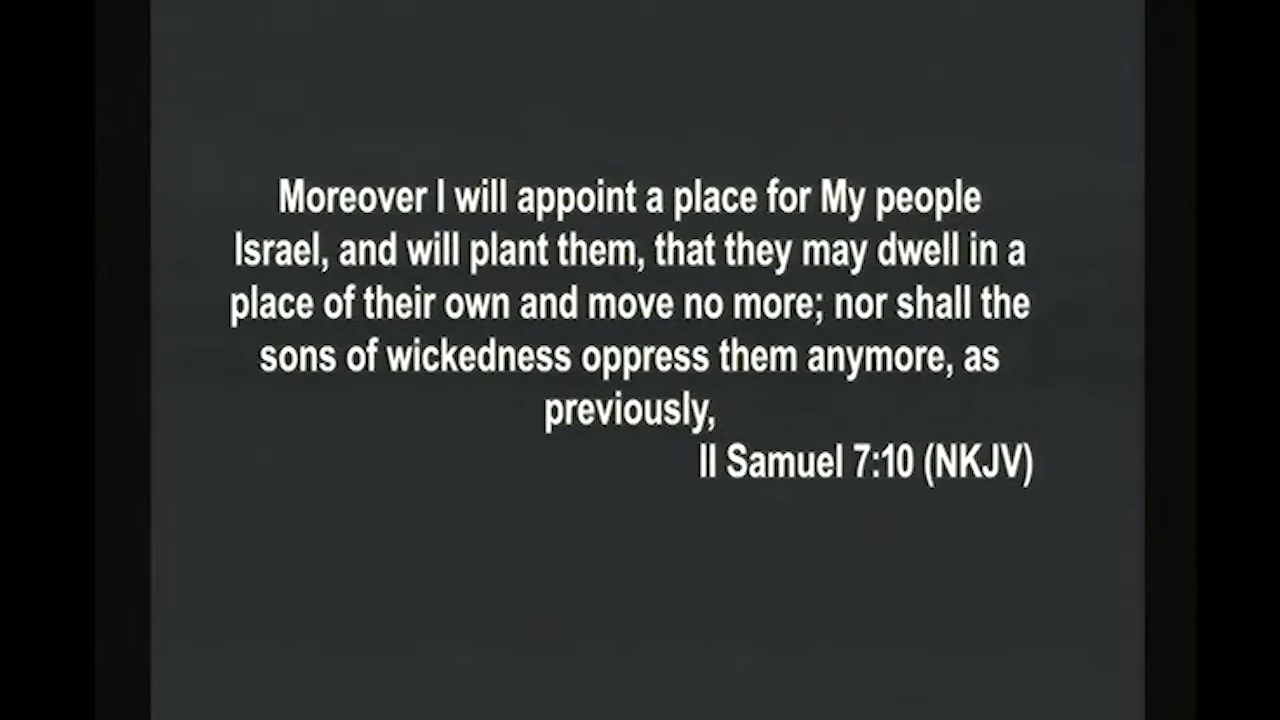 Moreover I will appoint a place for My people
Israel, and will plant them, that they may dwell in a
place of their own and move no more; nor shall the
sons of wickedness oppress them anymore, as
previously,
II Samuel 7:10 (NKJV)